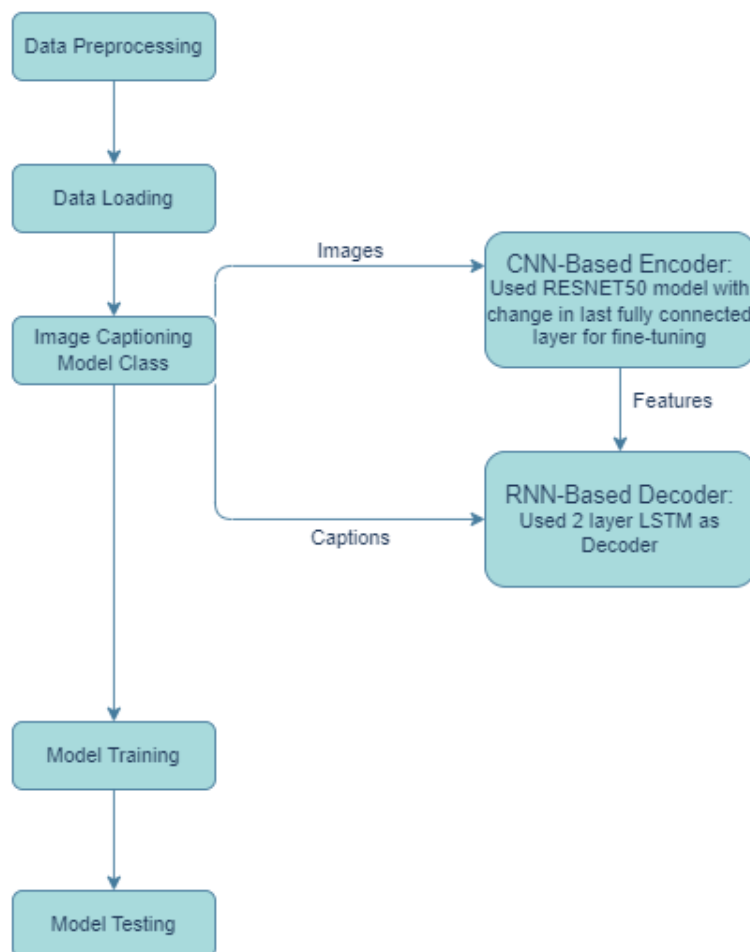 Data Preprocessing
Data Loading
Images
CNN-Based Encoder:
Used RESNET50 model with
change in last fully connected
layer for fine-tuning
Image Captioning
Model Class
Features
RNN-Based Decoder:
Used 2 layer LSTM as
Decoder
Captions
Model Training
Model Testing